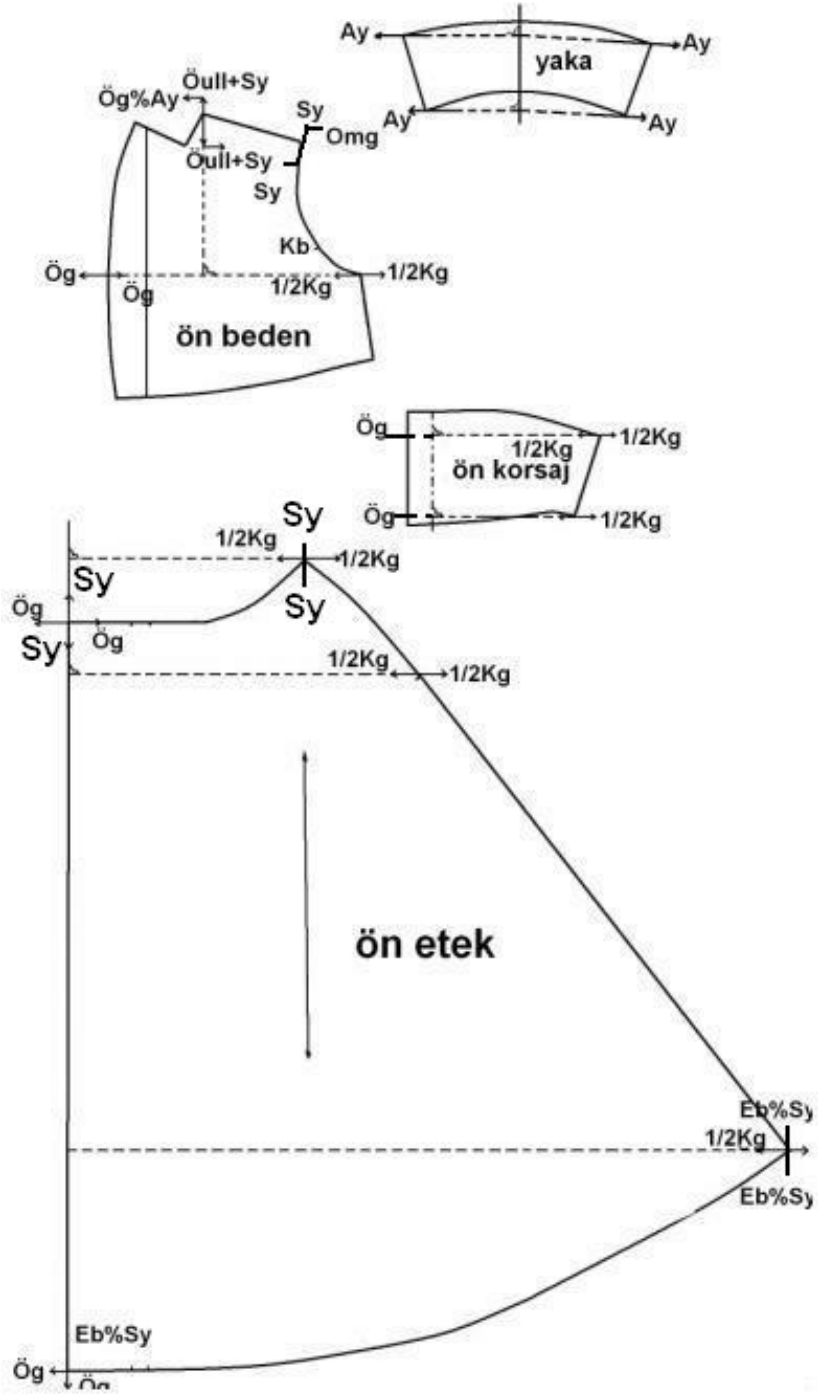 Ay
Ay
yaka
Ay
Ay
Öull+Sy
Ög%Ay
Sy
Omg
Öull+Sy
Sy
Kb
Ög
Ög
1/2Kg
1/2Kg
ön beden
Ög
1/2Kg
1/2Kg
ön korsaj
Ög
1/2Kg
Sy
1/2Kg
1/2Kg
Sy
Sy
Ög
Ög
Sy
1/2Kg
1/2Kg
ön etek
Eb%Sy
1/2Kg
Eb%Sy
Eb%Sy
Ög
Ög